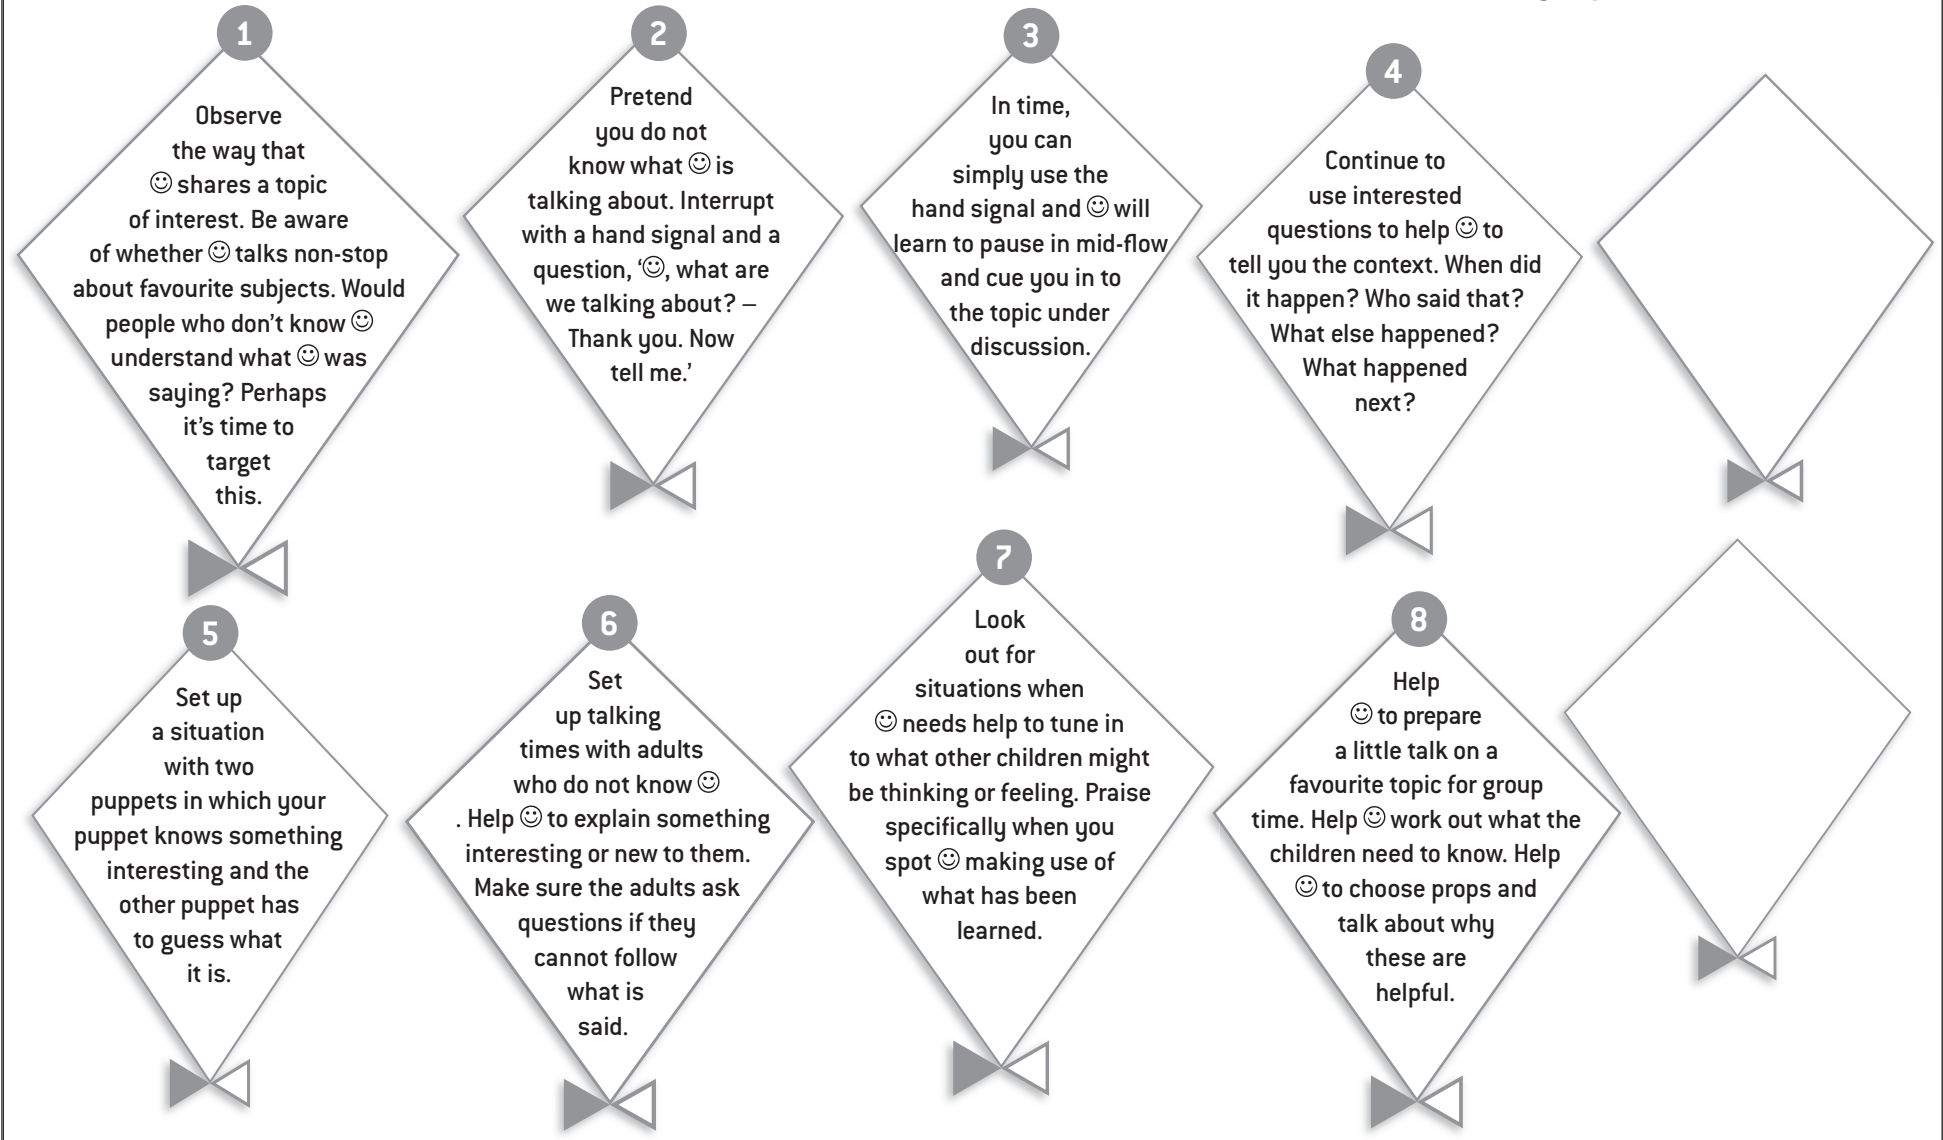 1
Observe
the way that
☺ shares a topic
of interest. Be aware
of whether ☺ talks non-stop
about favourite subjects. Would
people who don’t know ☺
understand what ☺ was
saying? Perhaps
it’s time to
target
this.
2
Pretend
you do not
know what ☺ is
talking about. Interrupt
with a hand signal and a
question, ‘☺, what are
we talking about? –
Thank you. Now
tell me.’
3
In time,
you can
simply use the
hand signal and ☺ will
learn to pause in mid-flow
and cue you in to
the topic under
discussion.
4
Continue to
use interested
questions to help ☺ to
tell you the context. When did
it happen? Who said that?
What else happened?
What happened
next?
5
Set up
a situation
with two
puppets in which your
puppet knows something
interesting and the
other puppet has
to guess what
it is.
6
Set
up talking
times with adults
who do not know ☺
. Help ☺ to explain something
interesting or new to them.
Make sure the adults ask
questions if they
cannot follow
what is
said.
7
Look
out for
situations when
☺ needs help to tune in
to what other children might
be thinking or feeling. Praise
specifically when you
spot ☺ making use of
what has been
learned.
8
Help
☺ to prepare
a little talk on a
favourite topic for group
time. Help ☺ work out what the
children need to know. Help
☺ to choose props and
talk about why
these are
helpful.